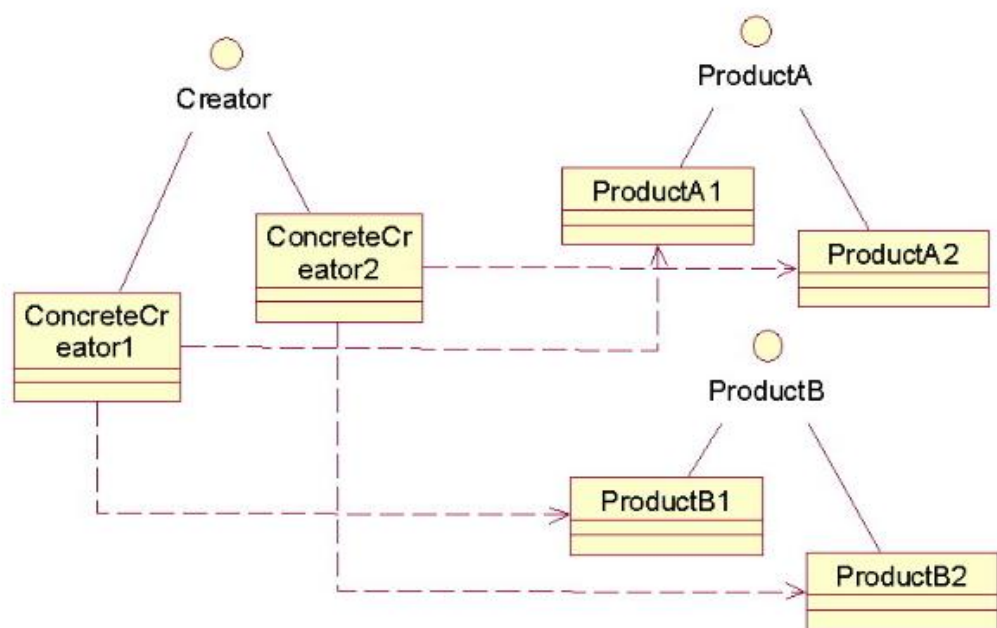 Creator
ProductA
ProductA1
ConcreteCr
eator2
ProductA2
ConcreteCr
eator1
ProductB
ProductB1
ProductB2